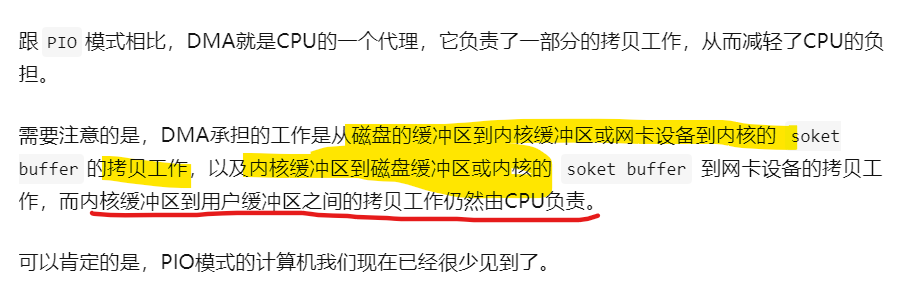 跟 PIO 模式相比，DMA就是CPU的一个代理，它负责了一部分的拷贝工作，从而减轻了CPU的负
担。
需要注意的是，DMA承担的工作是从磁盘的缓冲区到内核缓冲区或网卡设备到内核的 soket
buffer 的拷贝工作，以及内核缓冲区到磁盘缓冲区或内核的 soket buffer 到网卡设备的拷贝工
作，而内核缓冲区到用户缓冲区之间的拷贝工作仍然由CPU负责。
可以肯定的是，PIO模式的计算机我们现在已经很少见到了。